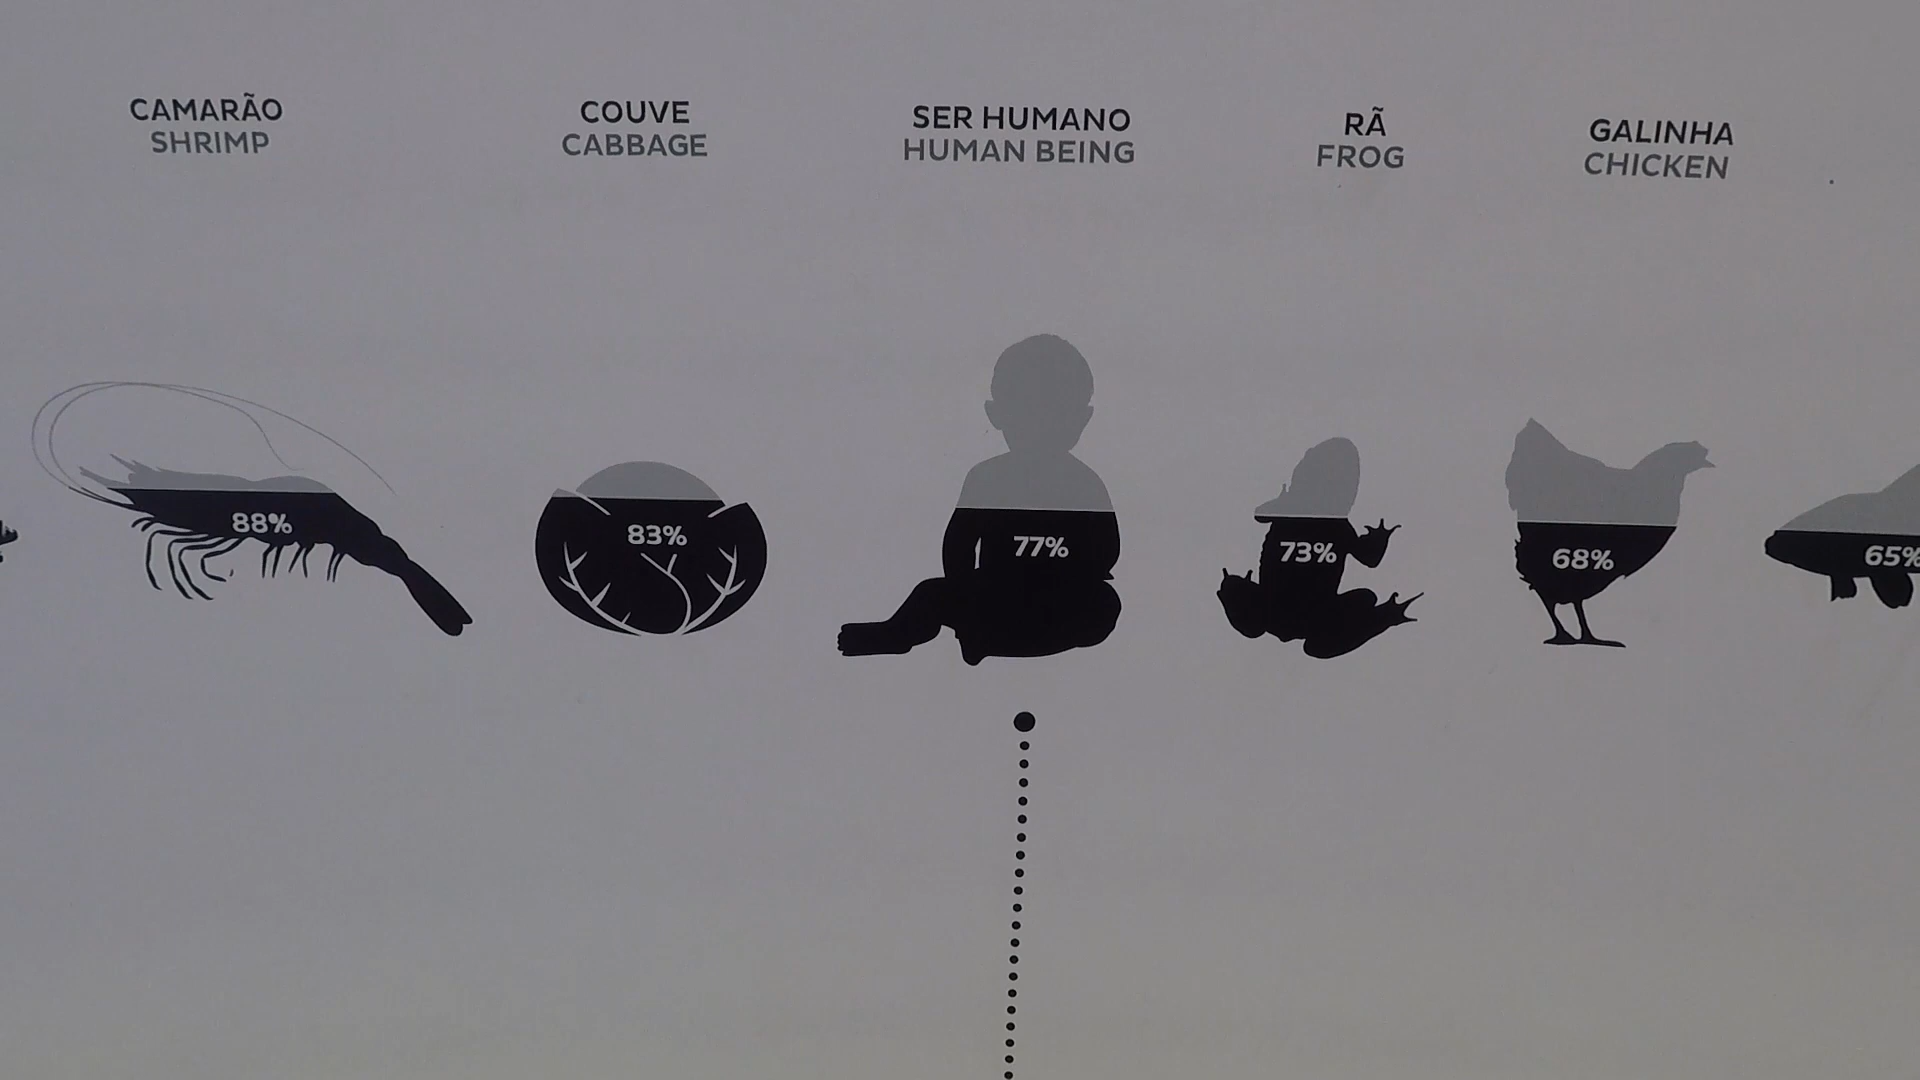 CAMARÃO
SHRIMP
COUVE
CABBAGE
SER HUMANO
HUMAN BEING
RÃ
FROG
GALINHA
CHICKEN
88%
83%
77%
73%
68%
65%